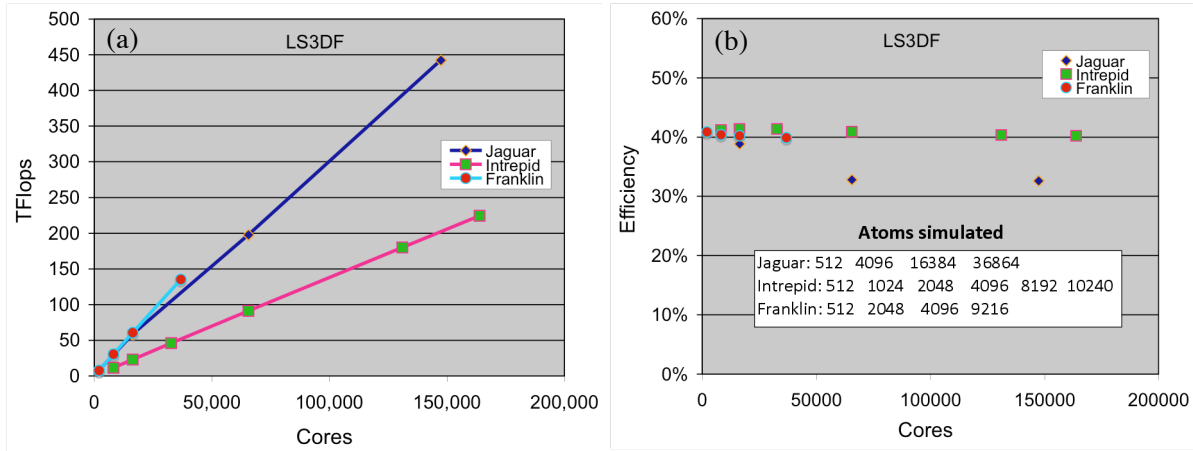 (a)
LS3DF
500
450
400
350
300
250
200
150
100
50
0
TFlops
Jaguar
Intrepid
Franklin
0 50,000 100,000 150,000 200,000
Cores
(b)
LS3DF
60%
50%
40%
30%
20%
10%
0%
Efficiency
Jaguar
Intrepid
Franklin
Atoms simulated
Jaguar: 512 4096 16384 36864
Intrepid: 512 1024 2048 4096 8192 10240
Franklin: 512 2048 4096 9216
0 50000 100000 150000 200000
Cores